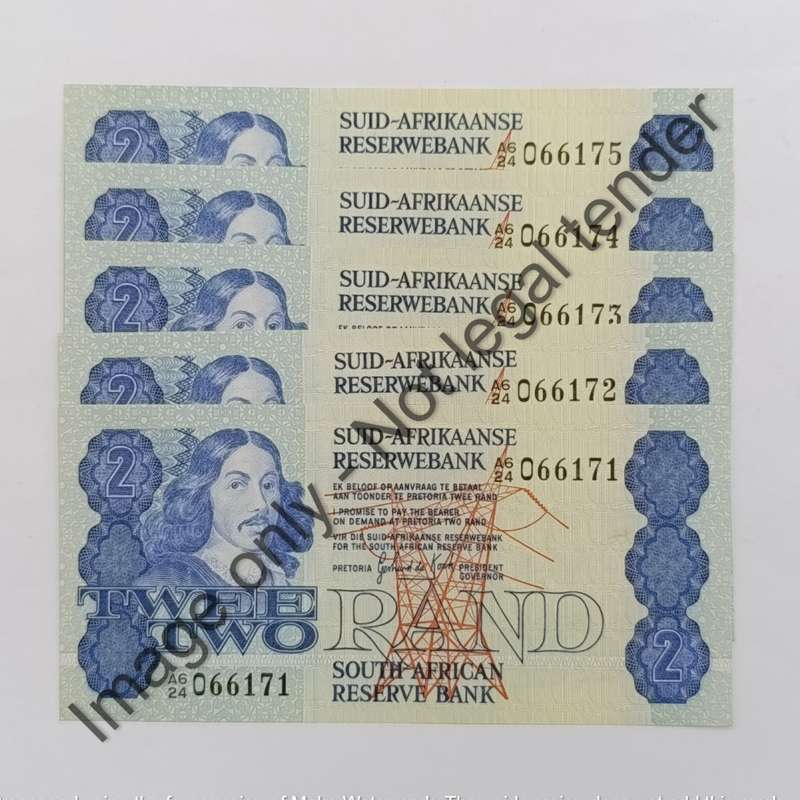 2
SUID-AFRIKAANSE
RESERWEBANK A6/24 066175
2
SUID-AFRIKAANSE
RESERWEBANK A6/24 066174
2
SUID-AFRIKAANSE
RESERWEBANK A6/24 066173
2
SUID-AFRIKAANSE
RESERWEBANK A6/24 066172
2
SUID-AFRIKAANSE
RESERWEBANK A6/24 066171
EK BELOOF OP AANVRAAG TE BETAAL
AAN TOONDER TE PRETORIA TWEE RAND
I PROMISE TO PAY THE BEARER
ON DEMAND AT PRETORIA TWO RAND
VIR DIE SUID-AFRIKAANSE RESERWEBANK
FOR THE SOUTH AFRICAN RESERVE BANK
PRETORIA PRESIDENT
GOVERNOR
TWEE
TWO RAND
2
A6/24 066171
SOUTH AFRICAN
RESERVE BANK
Image only - Not legal tender